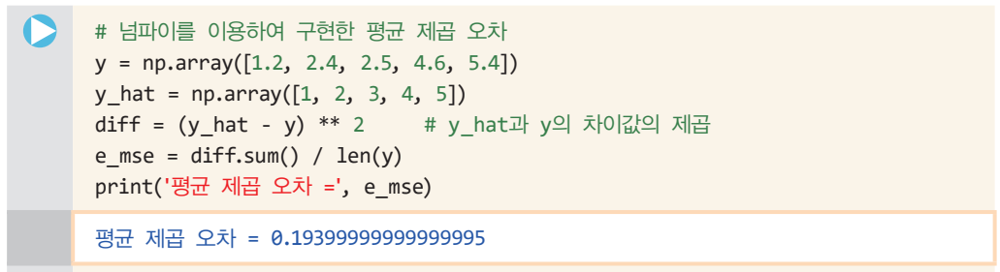 # 넘파이를 이용하여 구현한 평균 제곱 오차
y = np.array([1.2, 2.4, 2.5, 4.6, 5.4])
y_hat = np.array([1, 2, 3, 4, 5])
diff = (y_hat - y) ** 2     # y_hat과 y의 차이값의 제곱
e_mse = diff.sum() / len(y)
print('평균 제곱 오차 =', e_mse)
평균 제곱 오차 = 0.19399999999999995